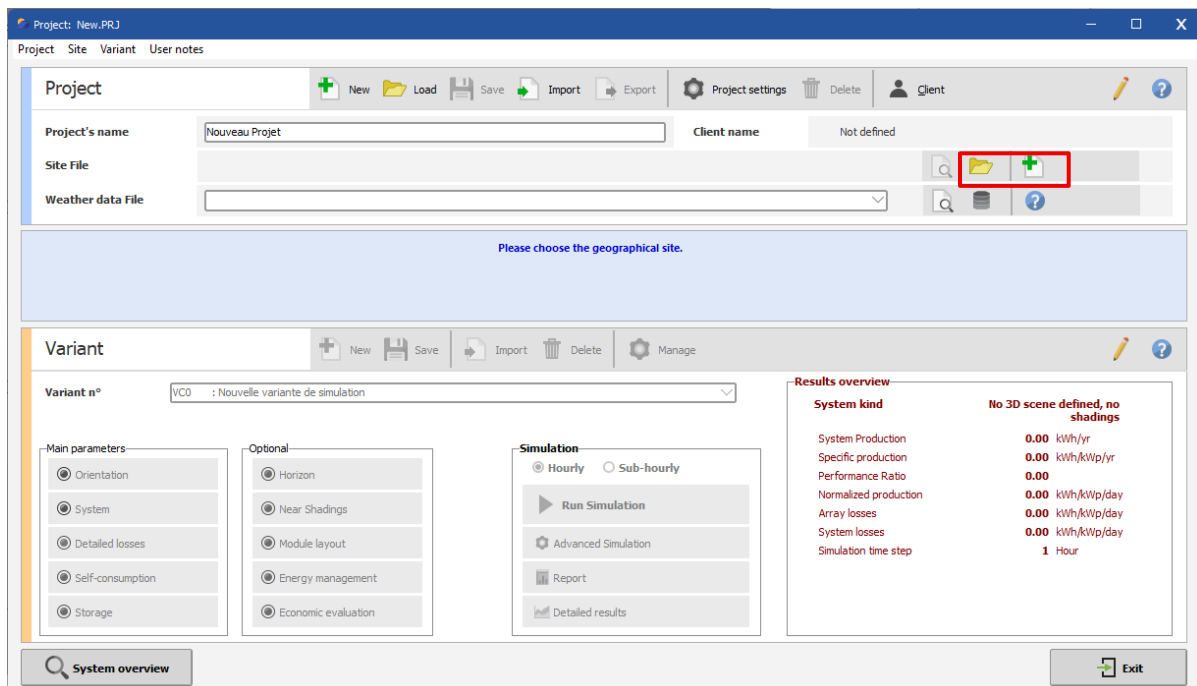 Project: New.PRJ
Project Site Variant User notes
Project New Load Save Import Export Project settings Delete Client
Project's name Nouveau Projet Client name Not defined
Site File
Weather data File
Please choose the geographical site.
Variant New Save Import Delete Manage
Variant n° VC0 : Nouvelle variante de simulation
Main parameters
Orientation
System
Detailed losses
Self-consumption
Storage
Optional
Horizon
Near Shadings
Module layout
Energy management
Economic evaluation
Simulation
Hourly Sub-hourly
Run Simulation
Advanced Simulation
Report
Detailed results
Results overview
System kind No 3D scene defined, no
shadings
System Production 0.00 kWh/yr
Specific production 0.00 kWh/kWp/yr
Performance Ratio 0.00
Normalized production 0.00 kWh/kWp/day
Array losses 0.00 kWh/kWp/day
System losses 0.00 kWh/kWp/day
Simulation time step 1 Hour
System overview Exit